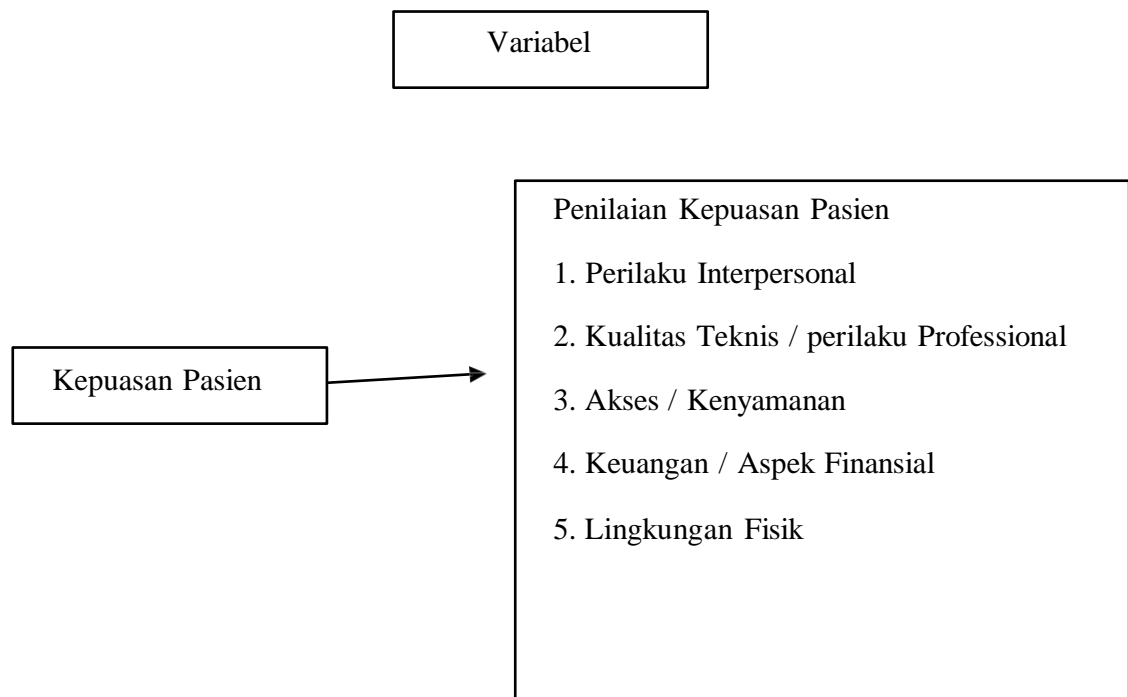 Variabel
Penilaian Kepuasan Pasien
1. Perilaku Interpersonal
2. Kualitas Teknis / perilaku Professional
Kepuasan Pasien
3. Akses / Kenyamanan
4. Keuangan / Aspek Finansial
5. Lingkungan Fisik